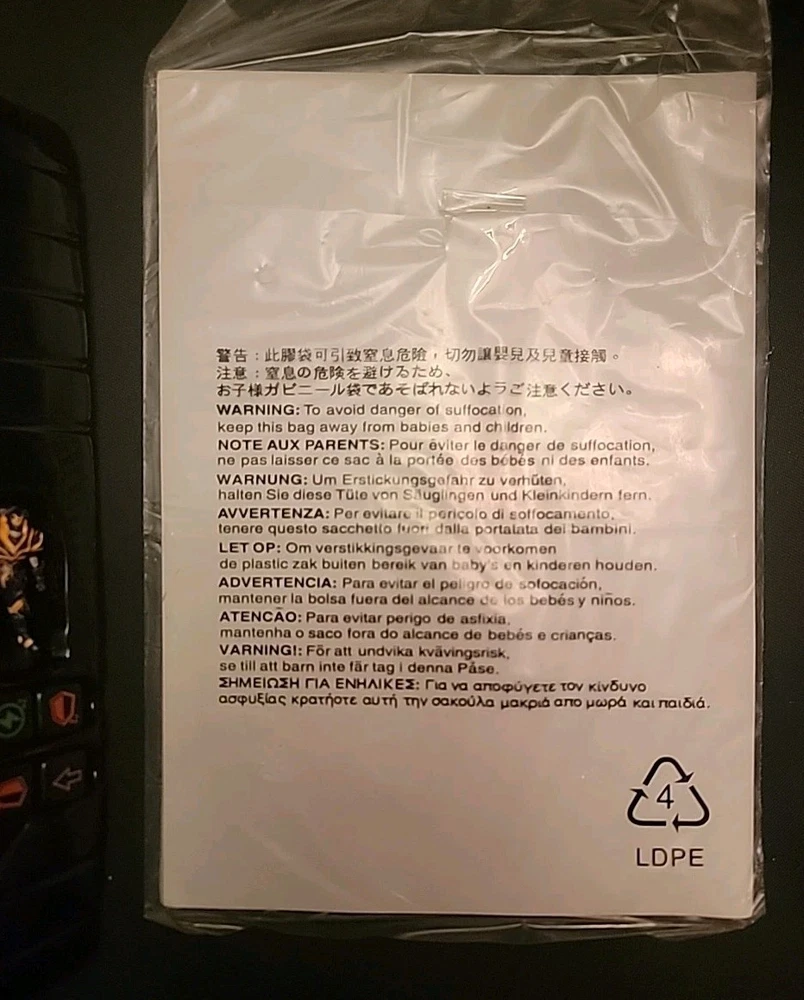 警告：此膠袋可引致窒息危險，切勿讓嬰兒及兒童接觸。
注意：窒息の危険を避けるため、
お子様がビニール袋であそばれないようご注意ください。
WARNING: To avoid danger of suffocation,
keep this bag away from babies and children.
NOTE AUX PARENTS: Pour éviter le danger de suffocation,
ne pas laisser ce sac à la portée des bébés ni des enfants.
WARNUNG: Um Erstickungsgefahr zu verhüten,
halten Sie diese Tüte von Säuglingen und Kleinkindern fern.
AVVERTENZA: Per evitare il pericolo di soffocamento,
tenere questo sacchetto fuori dalla portalata dei bambini.
LET OP: Om verstikkingsgevaar te voorkomen
de plastic zak buiten bereik van baby's en kinderen houden.
ADVERTENCIA: Para evitar el peligro de sofocación,
mantener la bolsa fuera del alcance de los bebés y niños.
ATENCÃO: Para evitar perigo de asfixia,
mantenha o saco fora do alcance de bebés e crianças.
VARNING!: För att undvika kvävingsrisk,
se till att barn inte får tag i denna Påse.
ΣΗΜΕΙΩΣΗ ΓΙΑ ΕΝΗΛΙΚΕΣ: Για να αποφύγετε τον κίνδυνο
ασφυξίας κρατήστε αυτή την σακούλα μακριά απο μωρά και παιδιά.
4
LDPE